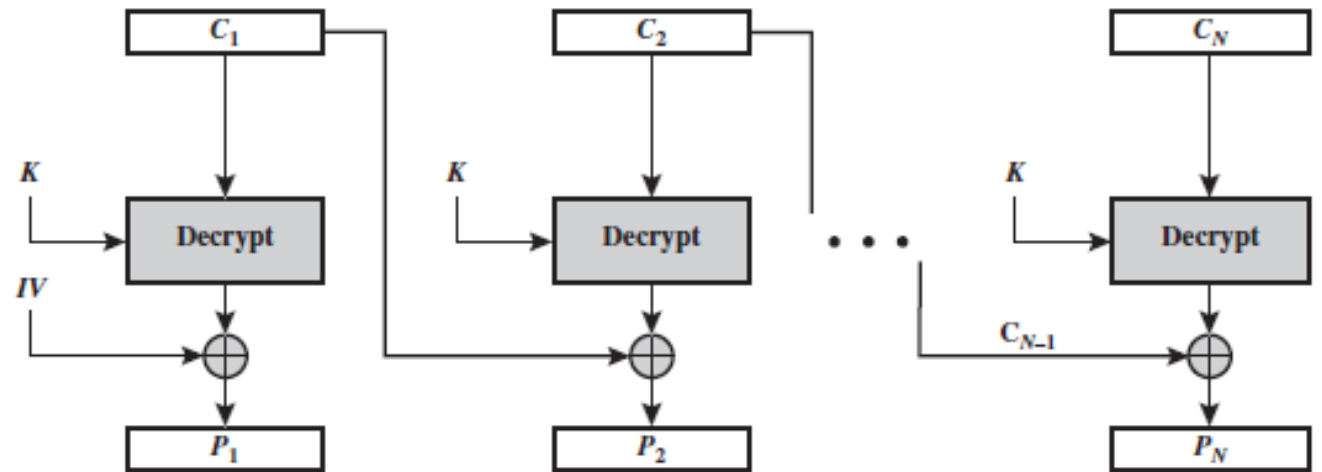 C1 C2 CN
K K K
Decrypt Decrypt Decrypt
IV
CN–1
P1 P2 PN